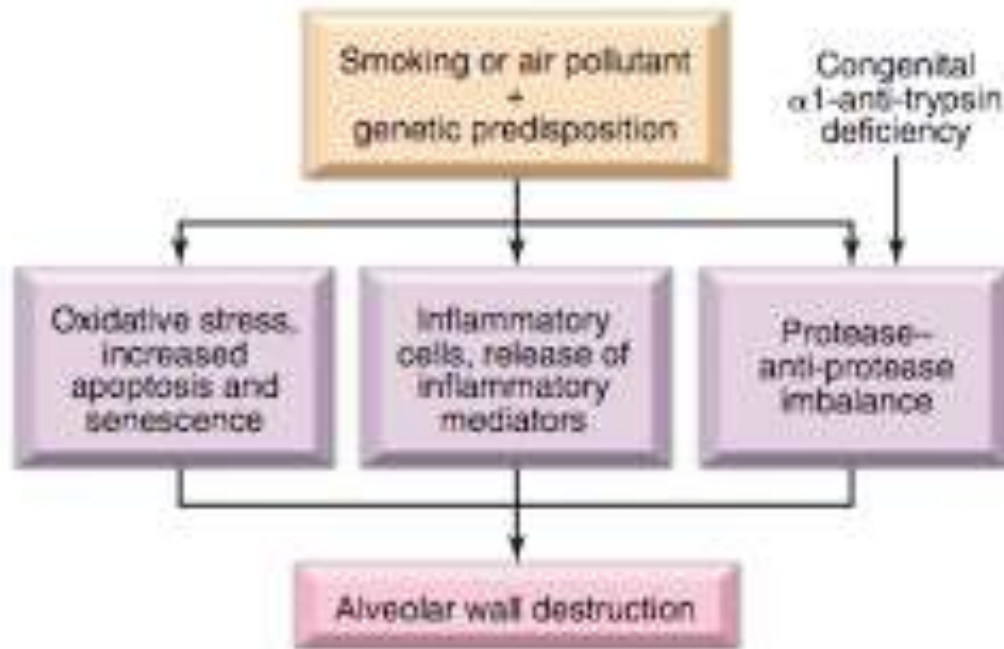 Smoking or air pollutant
+
genetic predisposition
Congenital
α1-anti-trypsin
deficiency
Oxidative stress,
increased
apoptosis and
senescence
Inflammatory
cells, release of
inflammatory
mediators
Protease–
anti-protease
imbalance
Alveolar wall destruction